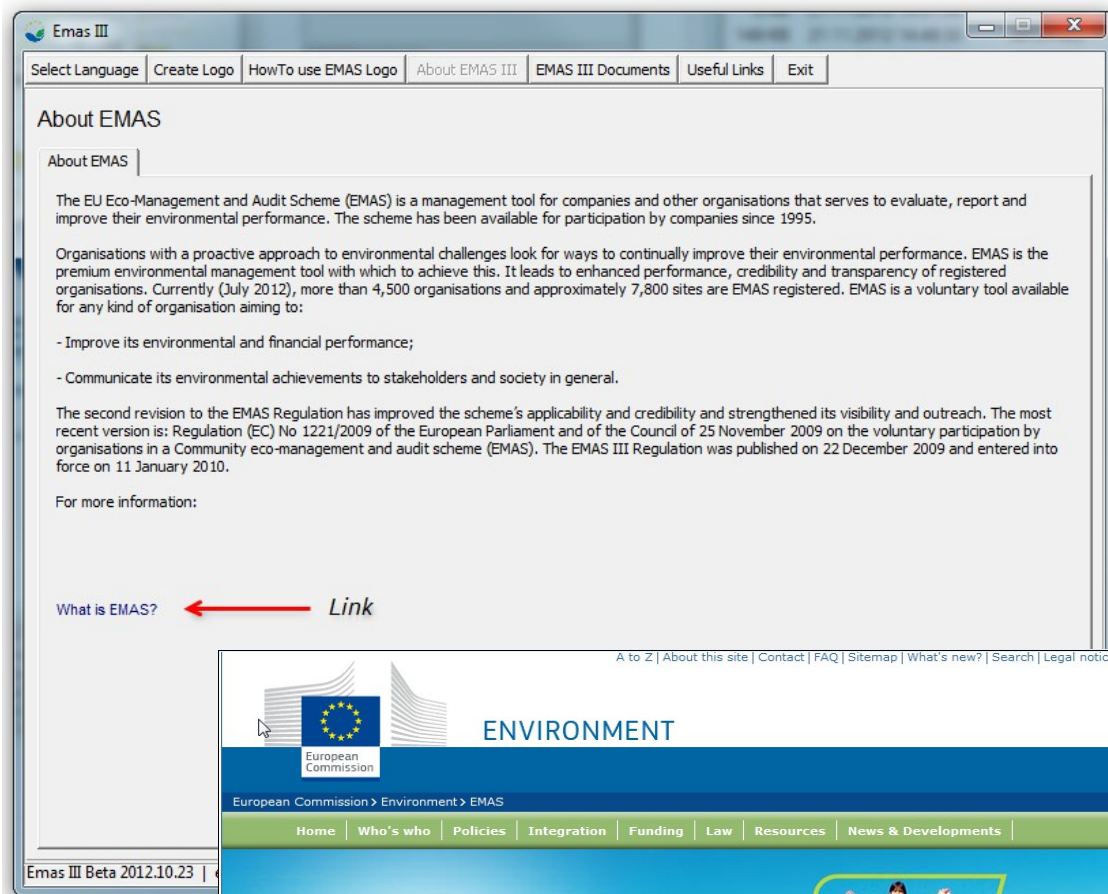 Emas III
Select Language Create Logo HowTo use EMAS Logo About EMAS III EMAS III Documents Useful Links Exit
About EMAS
About EMAS
The EU Eco-Management and Audit Scheme (EMAS) is a management tool for companies and other organisations that serves to evaluate, report and
improve their environmental performance. The scheme has been available for participation by companies since 1995.
Organisations with a proactive approach to environmental challenges look for ways to continually improve their environmental performance. EMAS is the
premium environmental management tool with which to achieve this. It leads to enhanced performance, credibility and transparency of registered
organisations. Currently (July 2012), more than 4,500 organisations and approximately 7,800 sites are EMAS registered. EMAS is a voluntary tool available
for any kind of organisation aiming to:
- Improve its environmental and financial performance;
- Communicate its environmental achievements to stakeholders and society in general.
The second revision to the EMAS Regulation has improved the scheme's applicability and credibility and strengthened its visibility and outreach. The most
recent version is: Regulation (EC) No 1221/2009 of the European Parliament and of the Council of 25 November 2009 on the voluntary participation by
organisations in a Community eco-management and audit scheme (EMAS). The EMAS III Regulation was published on 22 December 2009 and entered into
force on 11 January 2010.
For more information:
What is EMAS? Link
A to Z | About this site | Contact | FAQ | Sitemap | What's new? | Search | Legal notic
ENVIRONMENT
European
Commission
European Commission > Environment > EMAS
Home Who's who Policies Integration Funding Law Resources News & Developments
Emas III Beta 2012.10.23 |